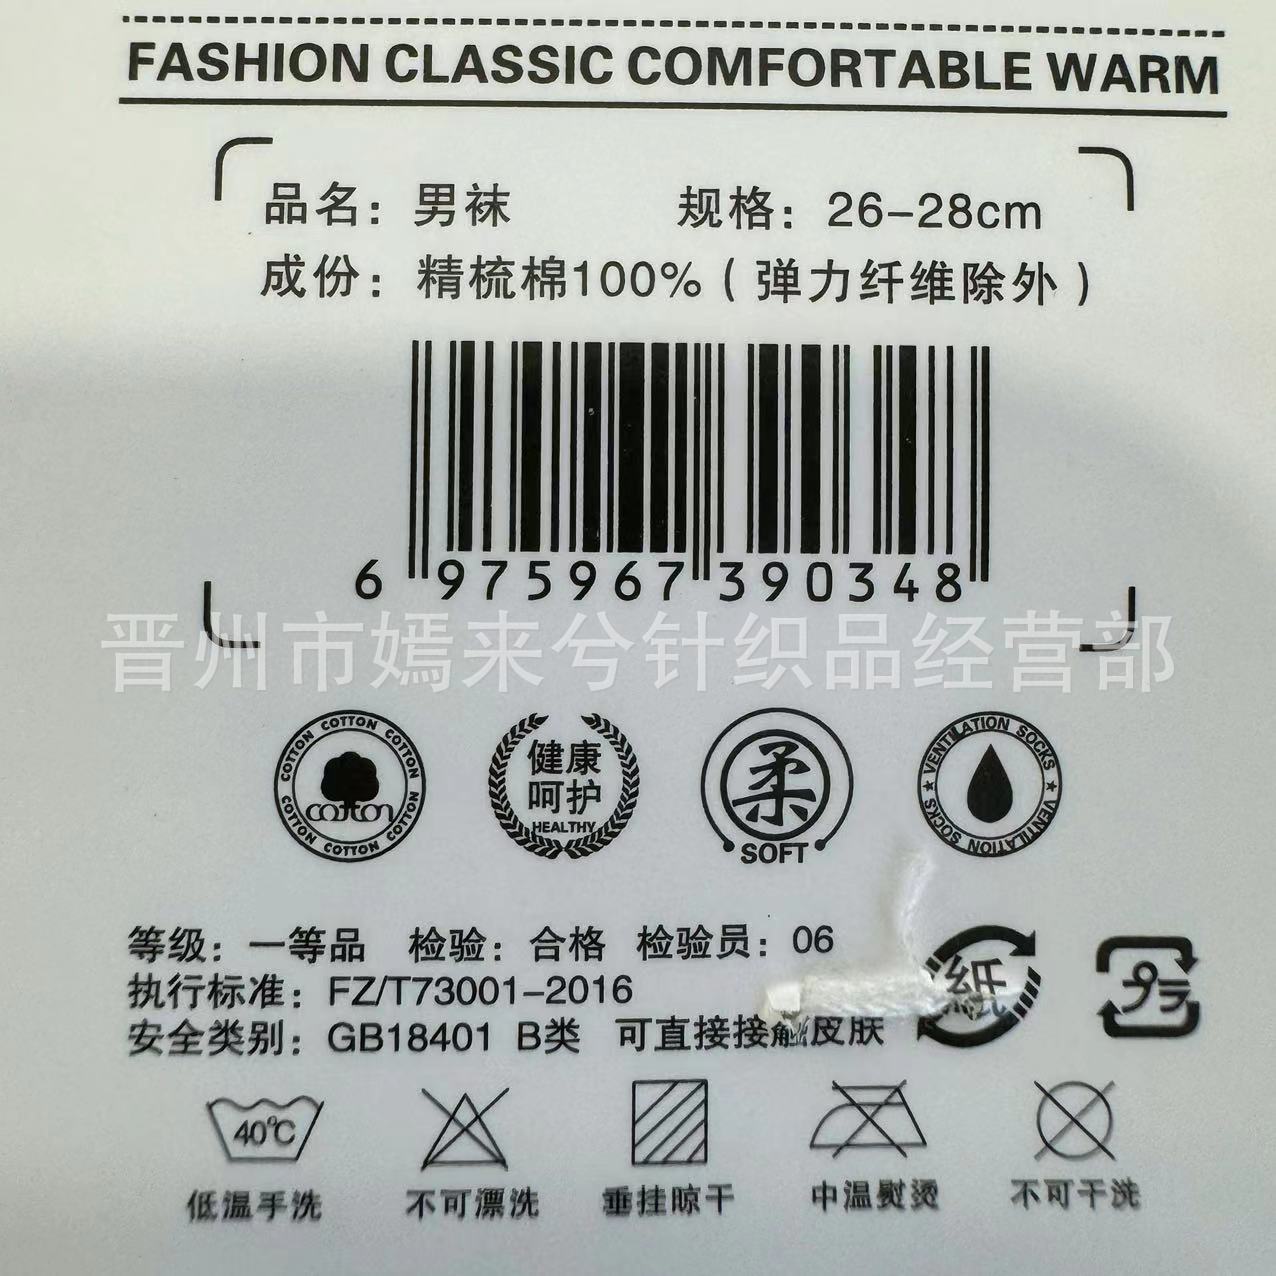 FASHION CLASSIC COMFORTABLE WARM
品名：男袜 规格：26-28cm
成份：精梳棉100%（弹力纤维除外）
6 975967 390348
晋州市嫣来兮针织品经营部
COTTON COTTON COTTON COTTON COTTON COTTON COTTON COTTON
cotton
健康
呵护
HEALTHY
柔
SOFT
VENTILATION SOCKS ★ VENTILATION SOCKS ★
等级：一等品 检验：合格 检验员：06
执行标准：FZ/T73001-2016
安全类别：GB18401 B类 可直接接触皮肤
纸
プラ
40℃
低温手洗 不可漂洗 垂挂晾干 中温熨烫 不可干洗